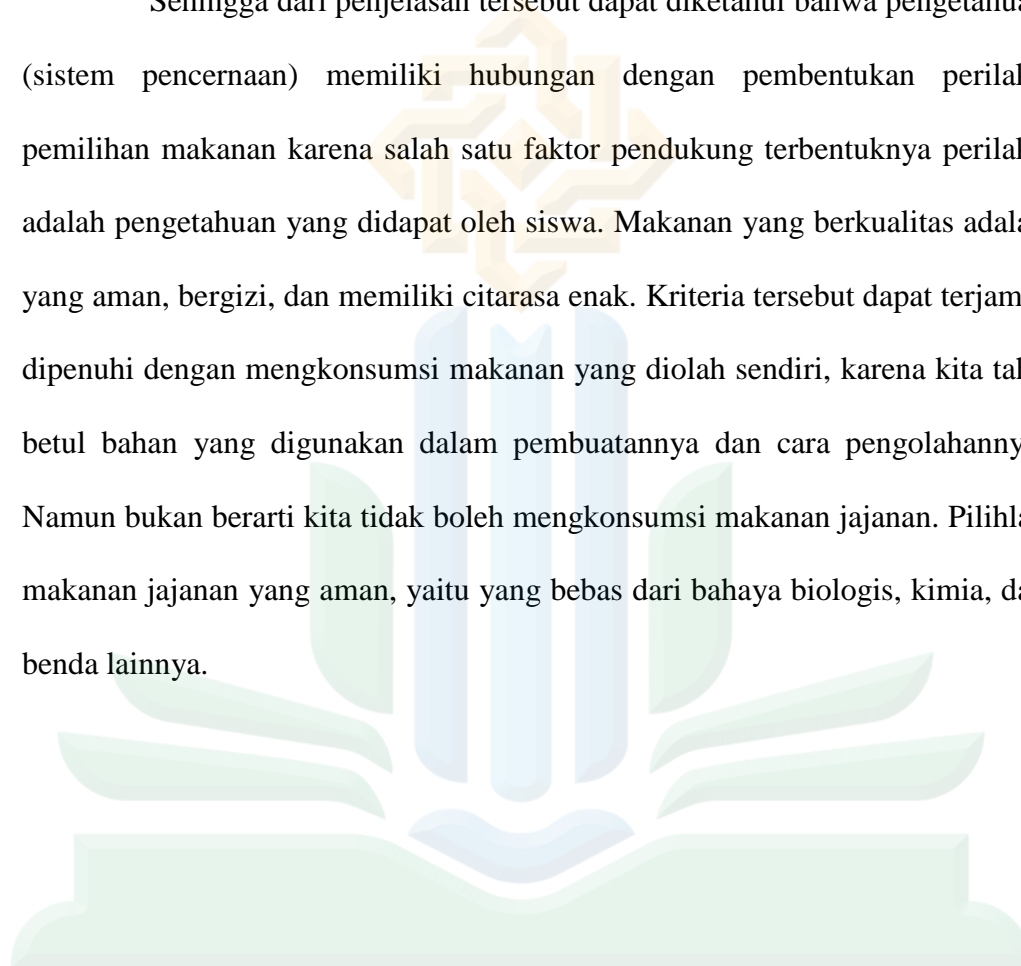 Sehingga dari penjelasan tersebut dapat diketahui bahwa pengetahua
(sistem pencernaan) memiliki hubungan dengan pembentukan perilak
pemilihan makanan karena salah satu faktor pendukung terbentuknya perilak
adalah pengetahuan yang didapat oleh siswa. Makanan yang berkualitas adala
yang aman, bergizi, dan memiliki citarasa enak. Kriteria tersebut dapat terjam
dipenuhi dengan mengkonsumsi makanan yang diolah sendiri, karena kita tah
betul bahan yang digunakan dalam pembuatannya dan cara pengolahanny
Namun bukan berarti kita tidak boleh mengkonsumsi makanan jajanan. Pilihla
makanan jajanan yang aman, yaitu yang bebas dari bahaya biologis, kimia, da
benda lainnya.